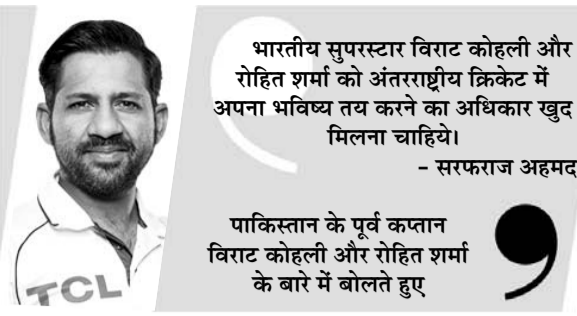 भारतीय सुपरस्टार विराट कोहली और
रोहित शर्मा को अंतरराष्ट्रीय क्रिकेट में
अपना भविष्य तय करने का अधिकार खुद
मिलना चाहिये।
- सरफराज अहमद
पाकिस्तान के पूर्व कप्तान
विराट कोहली और रोहित शर्मा
के बारे में बोलते हुए
TCL